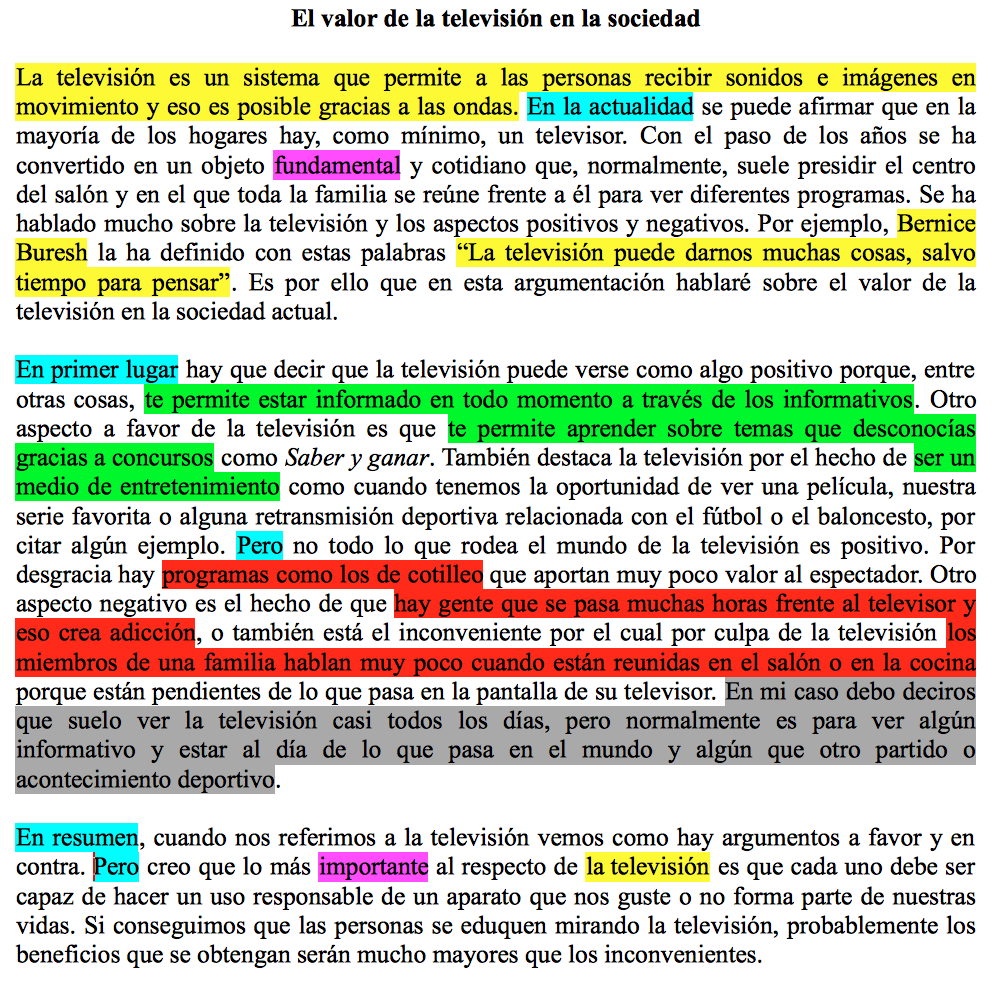 El valor de la televisión en la sociedad
La televisión es un sistema que permite a las personas recibir sonidos e imágenes en
movimiento y eso es posible gracias a las ondas. En la actualidad se puede afirmar que en la
mayoría de los hogares hay, como mínimo, un televisor. Con el paso de los años se ha
convertido en un objeto fundamental y cotidiano que, normalmente, suele presidir el centro
del salón y en el que toda la familia se reúne frente a él para ver diferentes programas. Se ha
hablado mucho sobre la televisión y los aspectos positivos y negativos. Por ejemplo, Bernice
Buresh la ha definido con estas palabras “La televisión puede darnos muchas cosas, salvo
tiempo para pensar”. Es por ello que en esta argumentación hablaré sobre el valor de la
televisión en la sociedad actual.
En primer lugar hay que decir que la televisión puede verse como algo positivo porque, entre
otras cosas, te permite estar informado en todo momento a través de los informativos. Otro
aspecto a favor de la televisión es que te permite aprender sobre temas que desconocías
gracias a concursos como Saber y ganar. También destaca la televisión por el hecho de ser un
medio de entretenimiento como cuando tenemos la oportunidad de ver una película, nuestra
serie favorita o alguna retransmisión deportiva relacionada con el fútbol o el baloncesto, por
citar algún ejemplo. Pero no todo lo que rodea el mundo de la televisión es positivo. Por
desgracia hay programas como los de cotilleo que aportan muy poco valor al espectador. Otro
aspecto negativo es el hecho de que hay gente que se pasa muchas horas frente al televisor y
eso crea adicción, o también está el inconveniente por el cual por culpa de la televisión los
miembros de una familia hablan muy poco cuando están reunidas en el salón o en la cocina
porque están pendientes de lo que pasa en la pantalla de su televisor. En mi caso debo deciros
que suelo ver la televisión casi todos los días, pero normalmente es para ver algún
informativo y estar al día de lo que pasa en el mundo y algún que otro partido o
acontecimiento deportivo.
En resumen, cuando nos referimos a la televisión vemos como hay argumentos a favor y en
contra. Pero creo que lo más importante al respecto de la televisión es que cada uno debe ser
capaz de hacer un uso responsable de un aparato que nos guste o no forma parte de nuestras
vidas. Si conseguimos que las personas se eduquen mirando la televisión, probablemente los
beneficios que se obtengan serán mucho mayores que los inconvenientes.